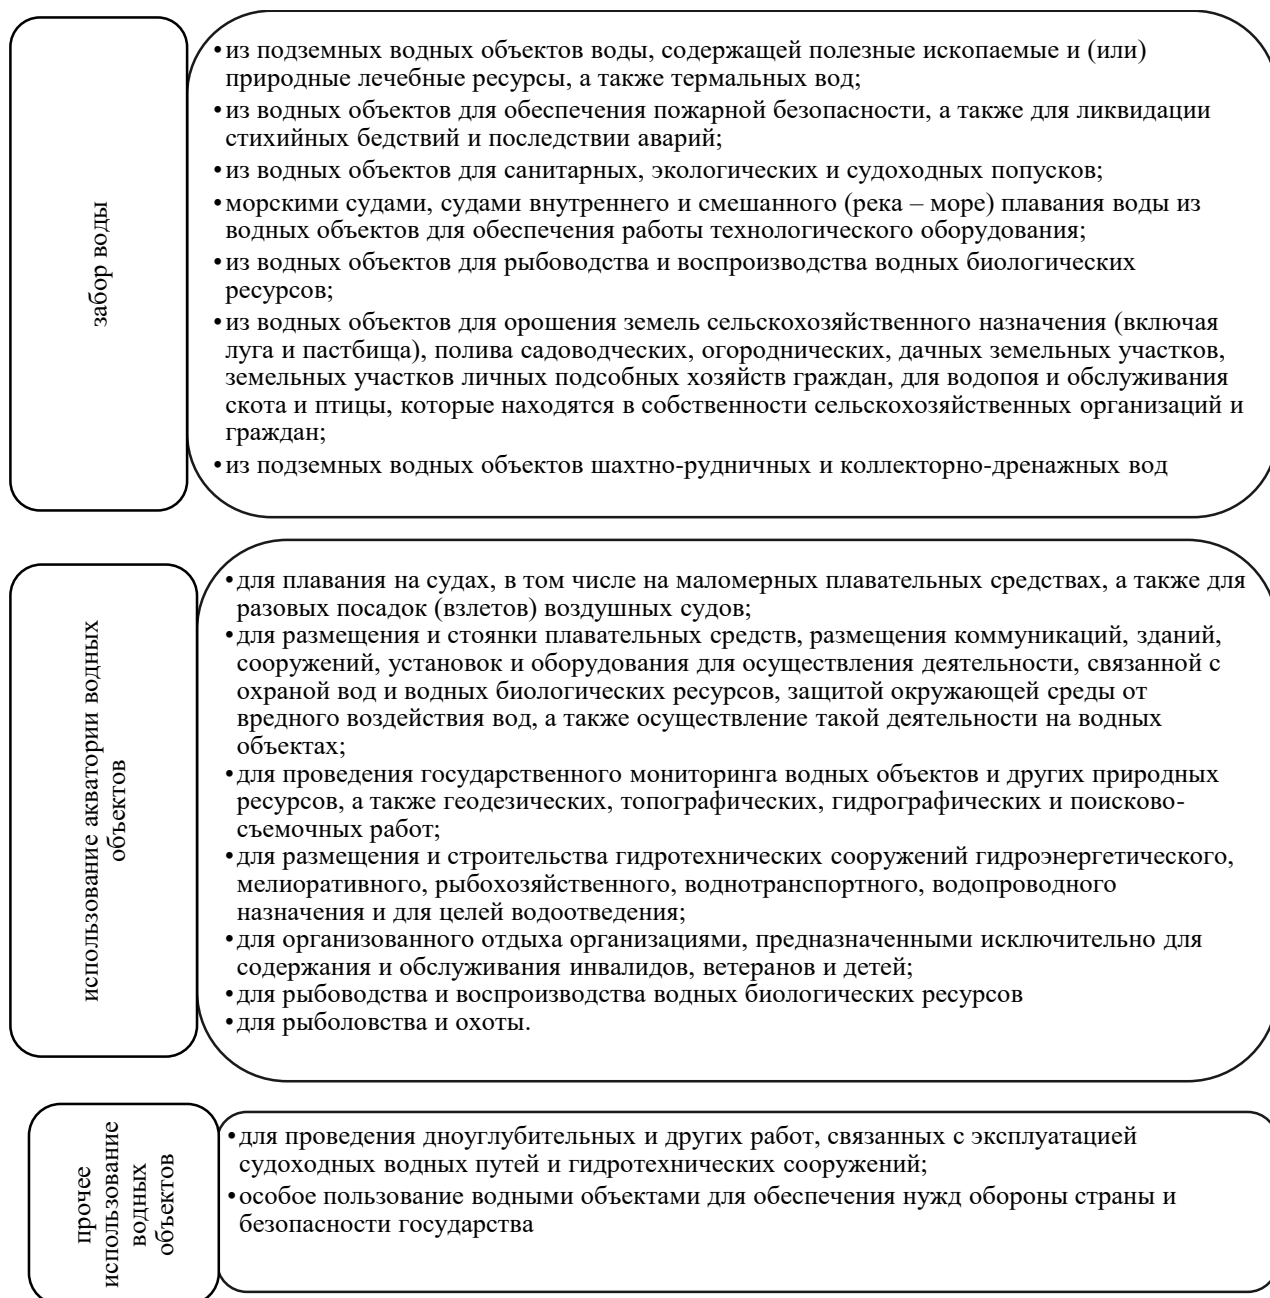 забор воды
•из подземных водных объектов воды, содержащей полезные ископаемые и (или)
природные лечебные ресурсы, а также термальных вод;
•из водных объектов для обеспечения пожарной безопасности, а также для ликвидации
стихийных бедствий и последствии аварий;
•из водных объектов для санитарных, экологических и судоходных попусков;
•морскими судами, судами внутреннего и смешанного (река – море) плавания воды из
водных объектов для обеспечения работы технологического оборудования;
•из водных объектов для рыбоводства и воспроизводства водных биологических
ресурсов;
•из водных объектов для орошения земель сельскохозяйственного назначения (включая
луга и пастбища), полива садоводческих, огороднических, дачных земельных участков,
земельных участков личных подсобных хозяйств граждан, для водопоя и обслуживания
скота и птицы, которые находятся в собственности сельскохозяйственных организаций и
граждан;
•из подземных водных объектов шахтно-рудничных и коллекторно-дренажных вод
использование акватории водных
объектов
•для плавания на судах, в том числе на маломерных плавательных средствах, а также для
разовых посадок (взлетов) воздушных судов;
•для размещения и стоянки плавательных средств, размещения коммуникаций, зданий,
сооружений, установок и оборудования для осуществления деятельности, связанной с
охраной вод и водных биологических ресурсов, защитой окружающей среды от
вредного воздействия вод, а также осуществление такой деятельности на водных
объектах;
•для проведения государственного мониторинга водных объектов и других природных
ресурсов, а также геодезических, топографических, гидрографических и поисково-
съемочных работ;
•для размещения и строительства гидротехнических сооружений гидроэнергетического,
мелиоративного, рыбохозяйственного, воднотранспортного, водопроводного
назначения и для целей водоотведения;
•для организованного отдыха организациями, предназначенными исключительно для
содержания и обслуживания инвалидов, ветеранов и детей;
•для рыбоводства и воспроизводства водных биологических ресурсов
•для рыболовства и охоты.
прочее
использование
водных
объектов
•для проведения дноуглубительных и других работ, связанных с эксплуатацией
судоходных водных путей и гидротехнических сооружений;
•особое пользование водными объектами для обеспечения нужд обороны страны и
безопасности государства